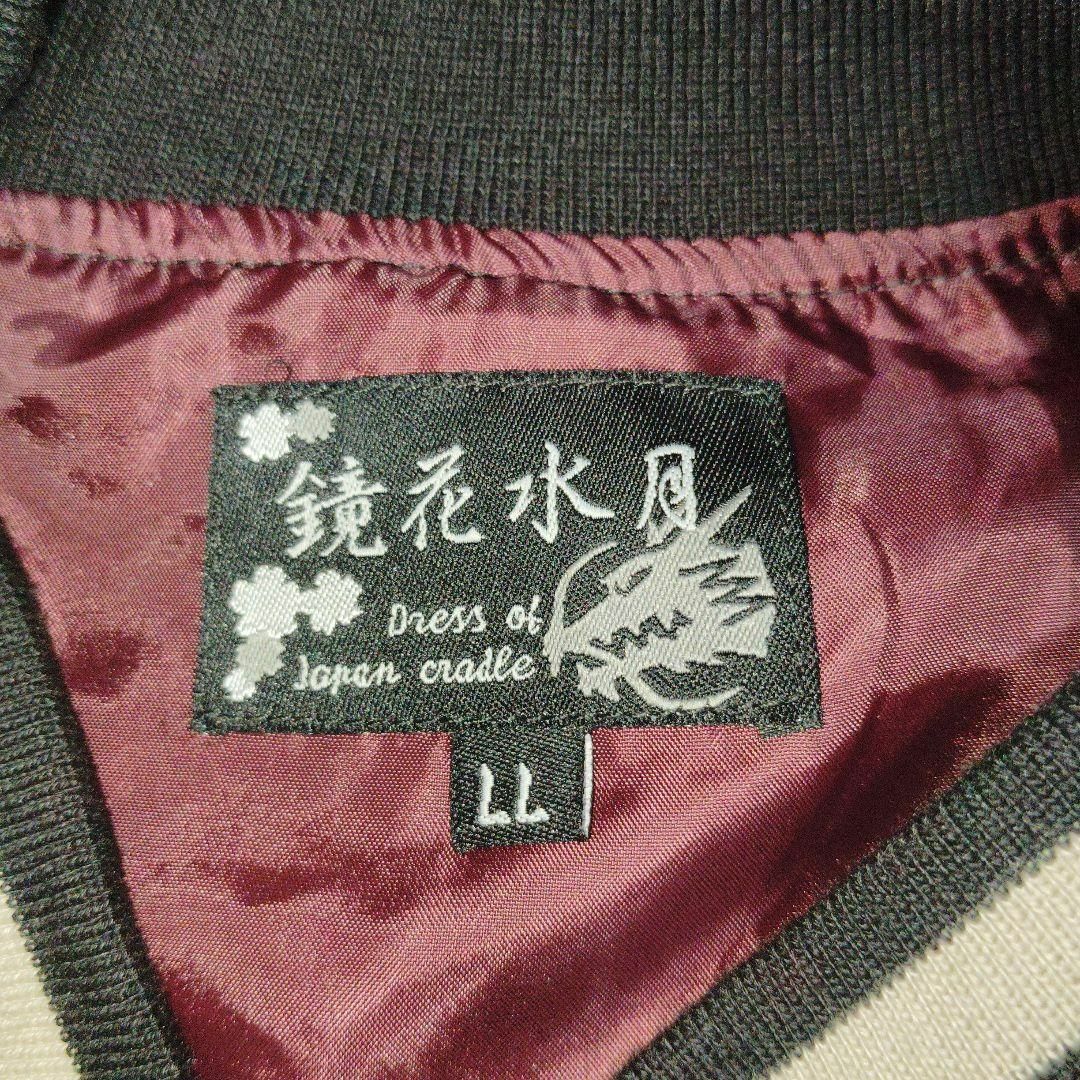 鏡花水月
Dress of
Japan cradle
LL